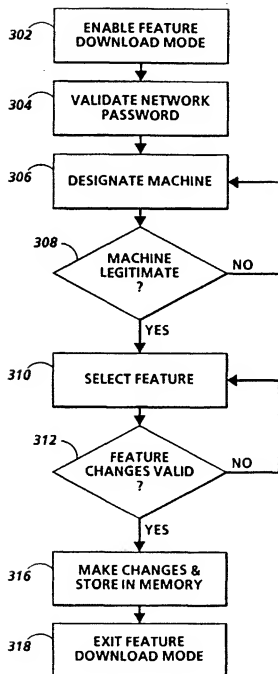 302
ENABLE FEATURE
DOWNLOAD MODE
304
VALIDATE NETWORK
PASSWORD
306
DESIGNATE MACHINE
308
MACHINE
LEGITIMATE
?
NO
YES
310
SELECT FEATURE
312
FEATURE
CHANGES VALID
?
NO
YES
316
MAKE CHANGES &
STORE IN MEMORY
318
EXIT FEATURE
DOWNLOAD MODE